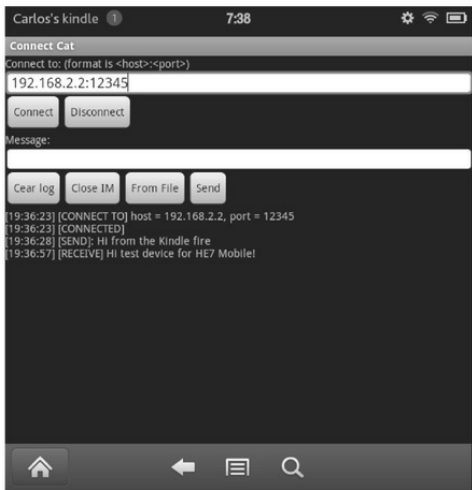 Carlos's kindle 1 7:38
Connect Cat
Connect to: (format is <host>:<port>)
192.168.2.2:12345
Connect Disconnect
Message:
Cear log Close IM From File Send
[19:36:23] [CONNECT TO] host = 192.168.2.2, port = 12345
[19:36:23] [CONNECTED]
[19:36:28] [SEND]: Hi from the Kindle fire
[19:36:57] [RECEIVE] Hi test device for HE7 Mobile!